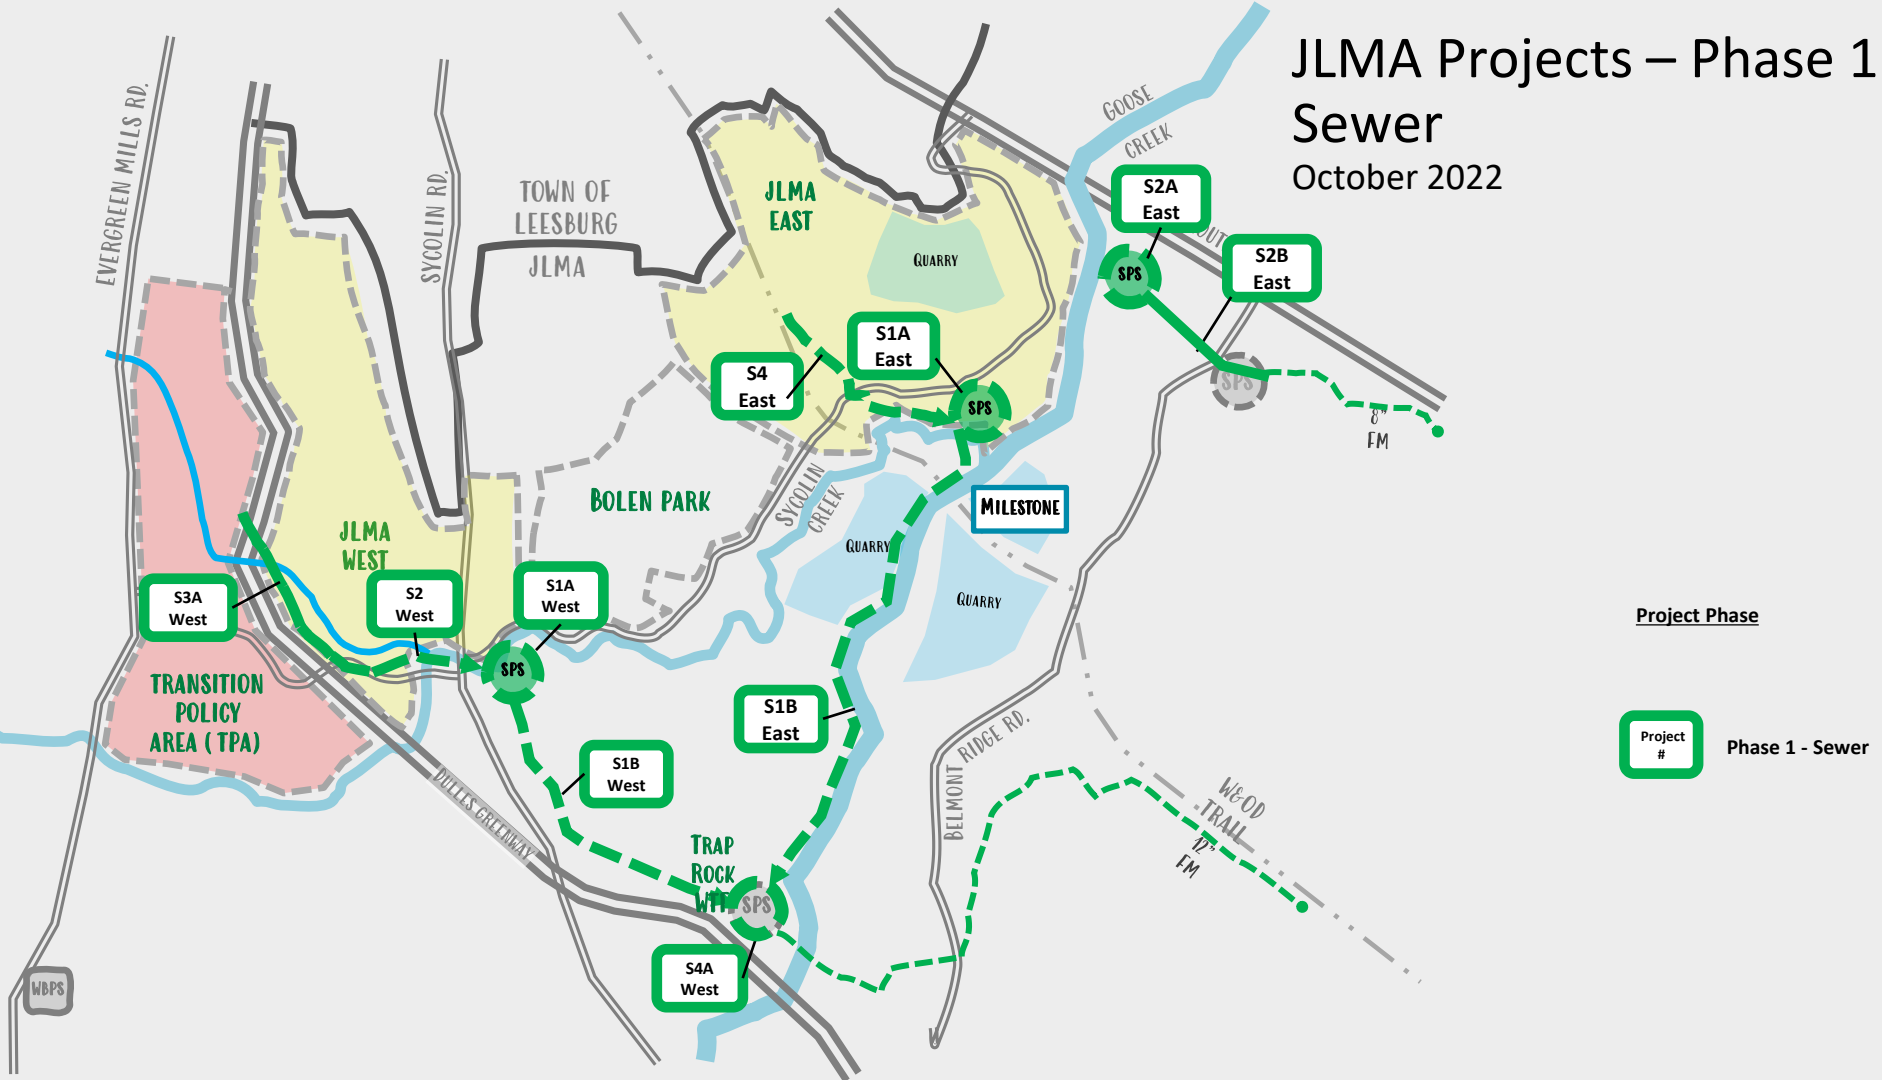 JLMA Projects – Phase 1
Sewer
October 2022
EVERGREEN MILLS RD.
SYCOLIN RD.
TOWN OF
LEESBURG
JLMA
JLMA
EAST
QUARRY
GOOSE
CREEK
S2A
East
SPS
S2B
East
SPS
8"
FM
S1A
East
S4
East
SPS
SYCOLIN
CREEK
BOLEN PARK
MILESTONE
QUARRY
QUARRY
JLMA
WEST
S3A
West
S2
West
S1A
West
SPS
TRANSITION
POLICY
AREA ( TPA)
S1B
West
S1B
East
DULLES GREENWAY
BELMONT
RIDGE RD.
W&OD
TRAIL
12"
FM
TRAP
ROCK
WTF
SPS
S4A
West
WBPS
Project Phase
Project
#
Phase 1 - Sewer